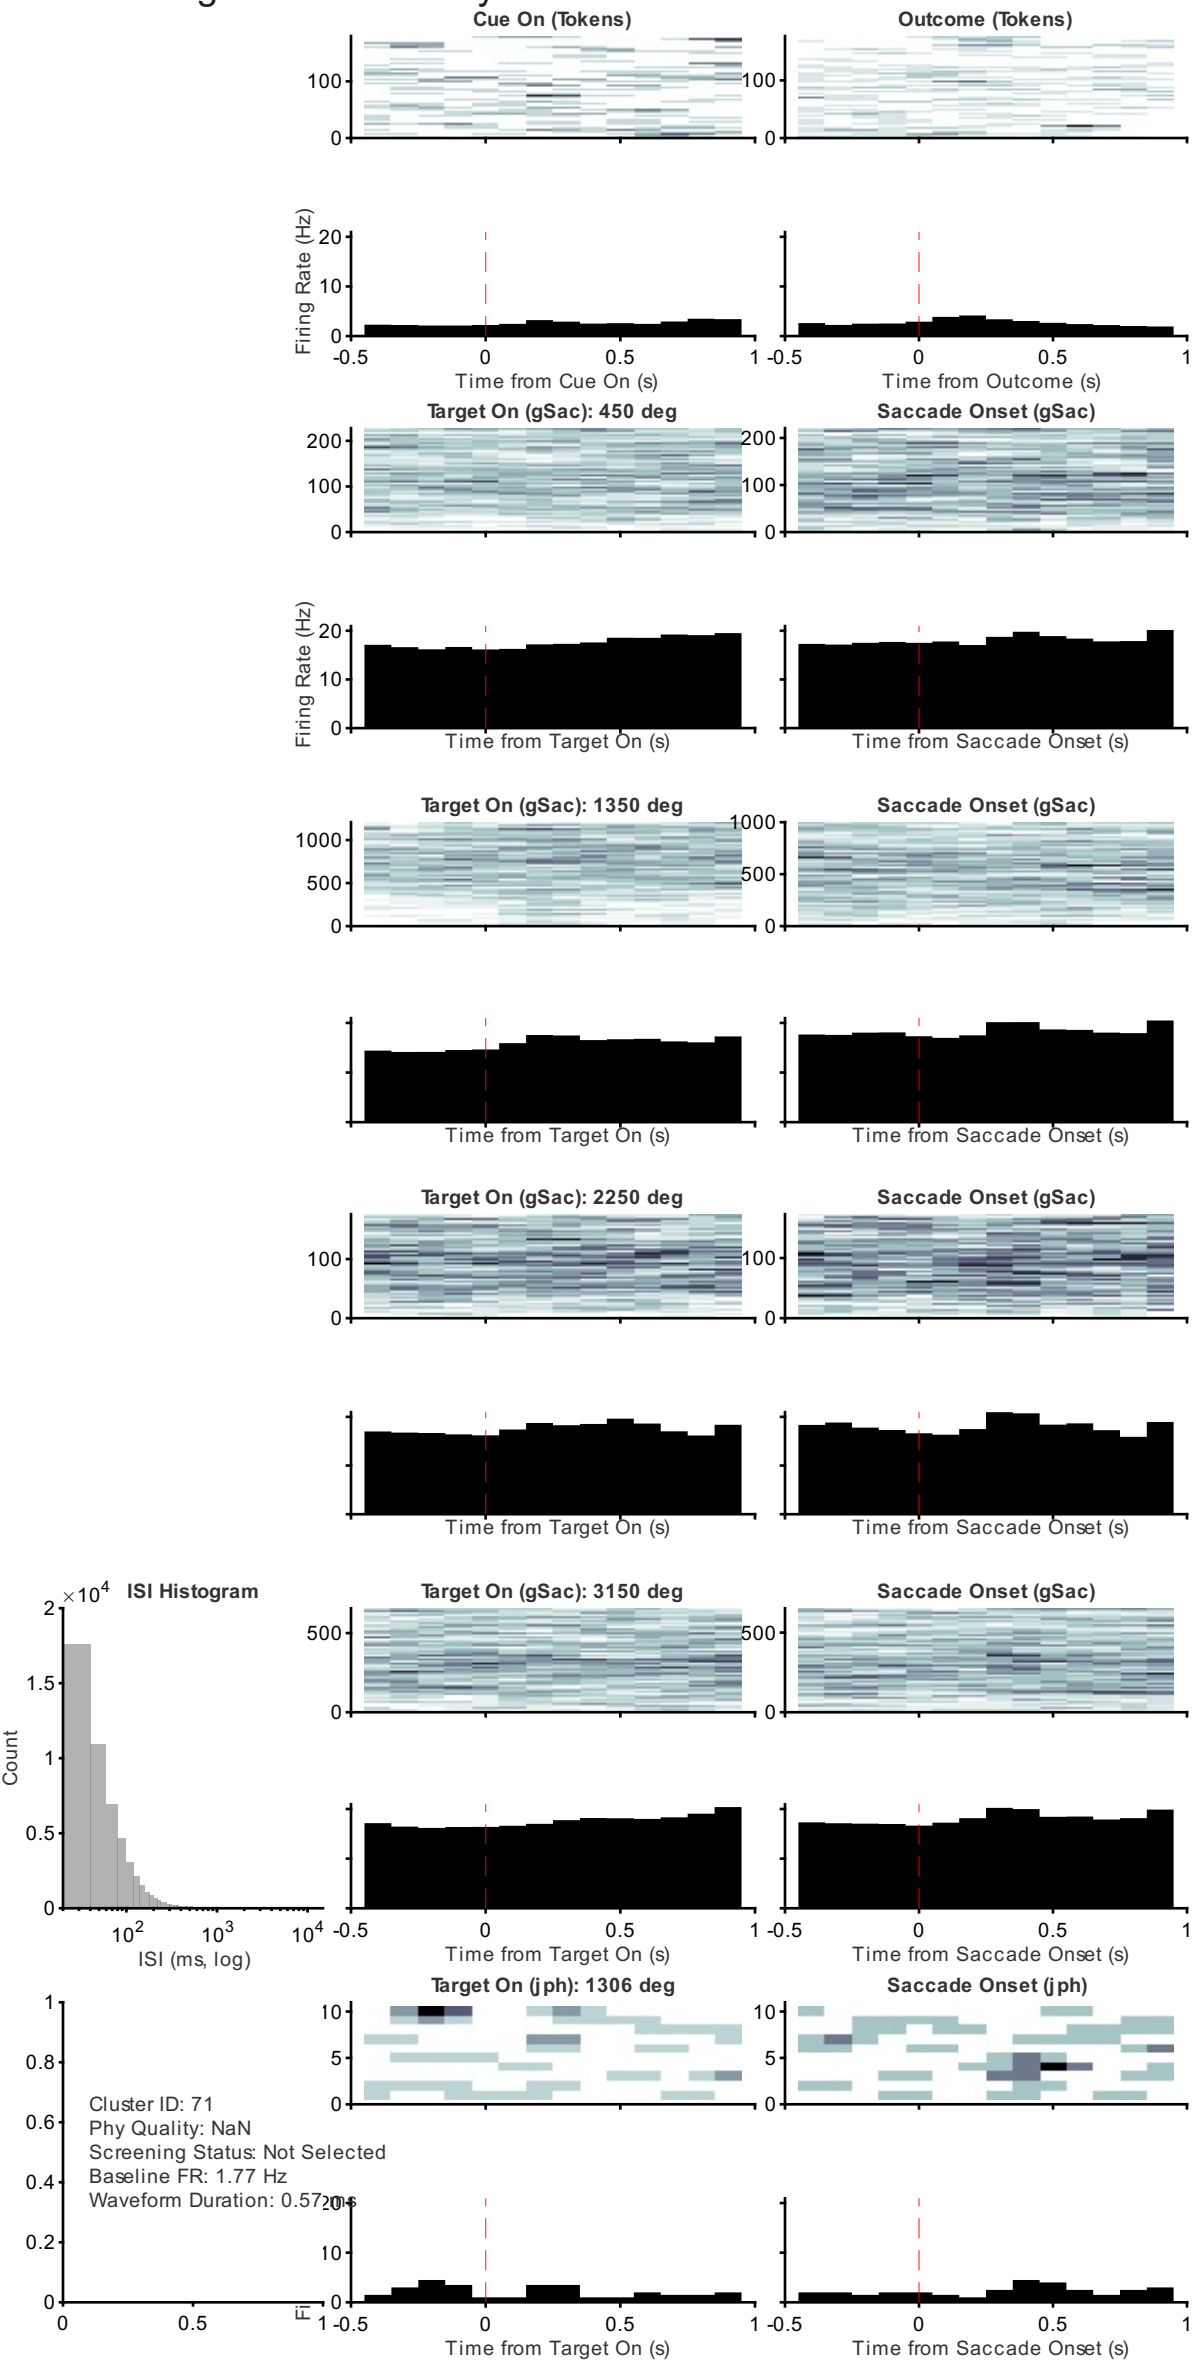 Cue On (Tokens)
Outcome (Tokens)
100
0
100
0
Firing Rate (Hz)
20
10
0
-0.5 0 0.5 1
-0.5 0 0.5 1
Time from Cue On (s)
Time from Outcome (s)
Target On (gSac): 450 deg
Saccade Onset (gSac)
200
100
0
200
100
0
Firing Rate (Hz)
20
10
0
Time from Target On (s)
Time from Saccade Onset (s)
Target On (gSac): 1350 deg
Saccade Onset (gSac)
1000
500
0
1000
500
0
Time from Target On (s)
Time from Saccade Onset (s)
Target On (gSac): 2250 deg
Saccade Onset (gSac)
100
0
100
0
Time from Target On (s)
Time from Saccade Onset (s)
ISI Histogram
×10⁴
2
1.5
1
0.5
0
Count
10² 10³ 10⁴
ISI (ms, log)
Target On (gSac): 3150 deg
Saccade Onset (gSac)
500
0
500
0
-0.5 0 0.5 1
-0.5 0 0.5 1
Time from Target On (s)
Time from Saccade Onset (s)
Target On (jph): 1306 deg
Saccade Onset (jph)
10
5
0
10
5
0
1
0.8
0.6
0.4
0.2
0
0 0.5 1
Cluster ID: 71
Phy Quality: NaN
Screening Status: Not Selected
Baseline FR: 1.77 Hz
Waveform Duration: 0.57 ms
Fi
20
10
0
-0.5 0 0.5 1
-0.5 0 0.5 1
Time from Target On (s)
Time from Saccade Onset (s)